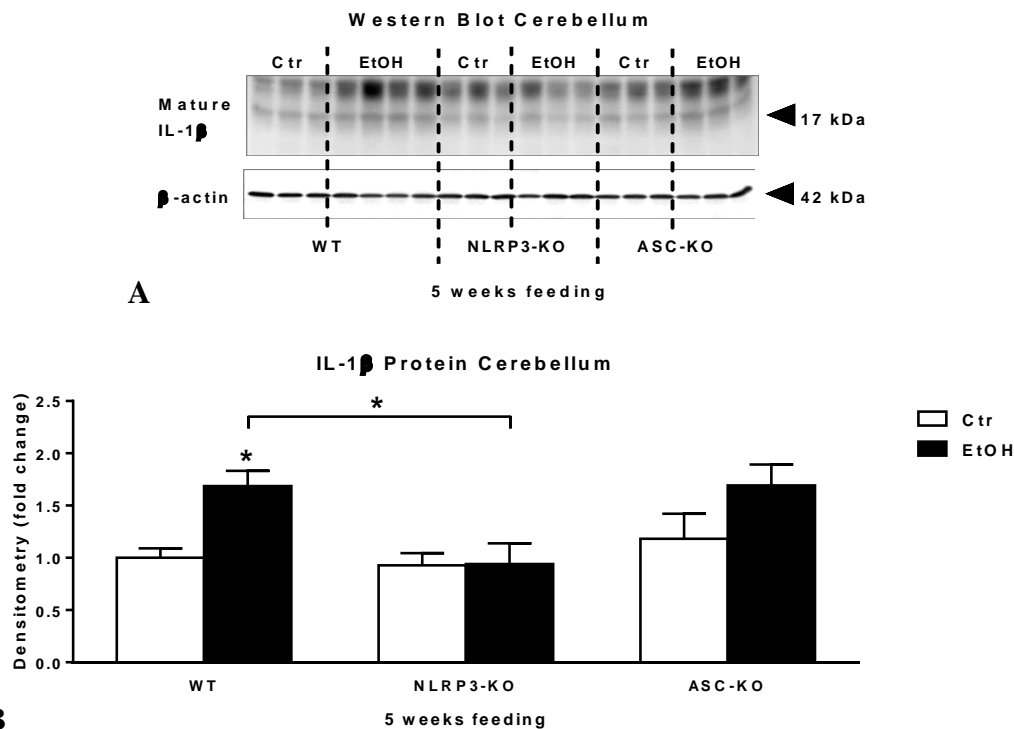 Western Blot Cerebellum
Ctr EtOH Ctr EtOH Ctr EtOH
Mature
IL-1β
17 kDa
β-actin
42 kDa
WT NLRP3-KO ASC-KO
A
5 weeks feeding
IL-1β Protein Cerebellum
Densitometry (fold change)
2.5
2.0
1.5
1.0
0.5
0.0
*
*
Ctr
EtOH
WT NLRP3-KO ASC-KO
5 weeks feeding